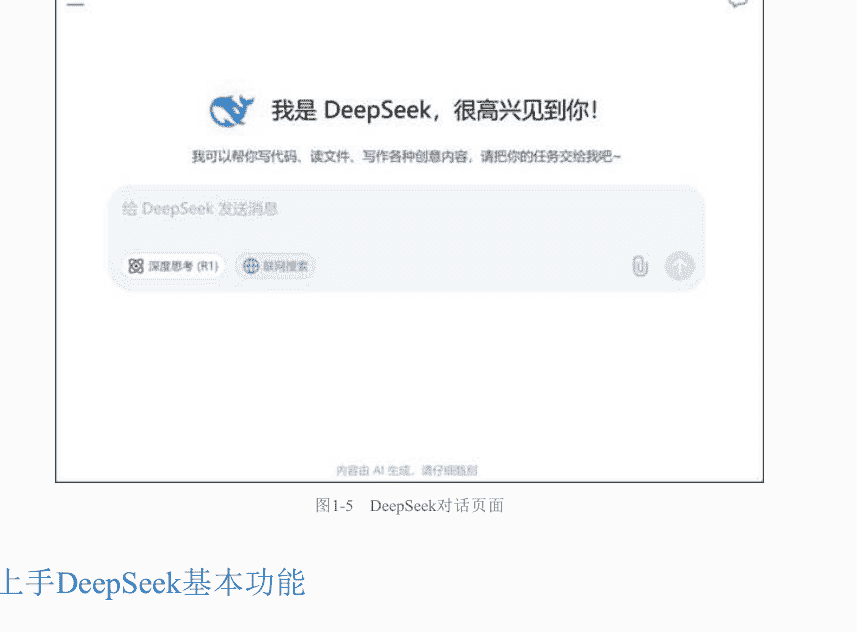 我是 DeepSeek，很高兴见到你！
我可以帮你写代码、读文件、写作各种创意内容，请把你的任务交给我吧~
给 DeepSeek 发送消息
深度思考 (R1) 联网搜索
内容由 AI 生成，请仔细甄别
图1-5 DeepSeek对话页面
上手DeepSeek基本功能